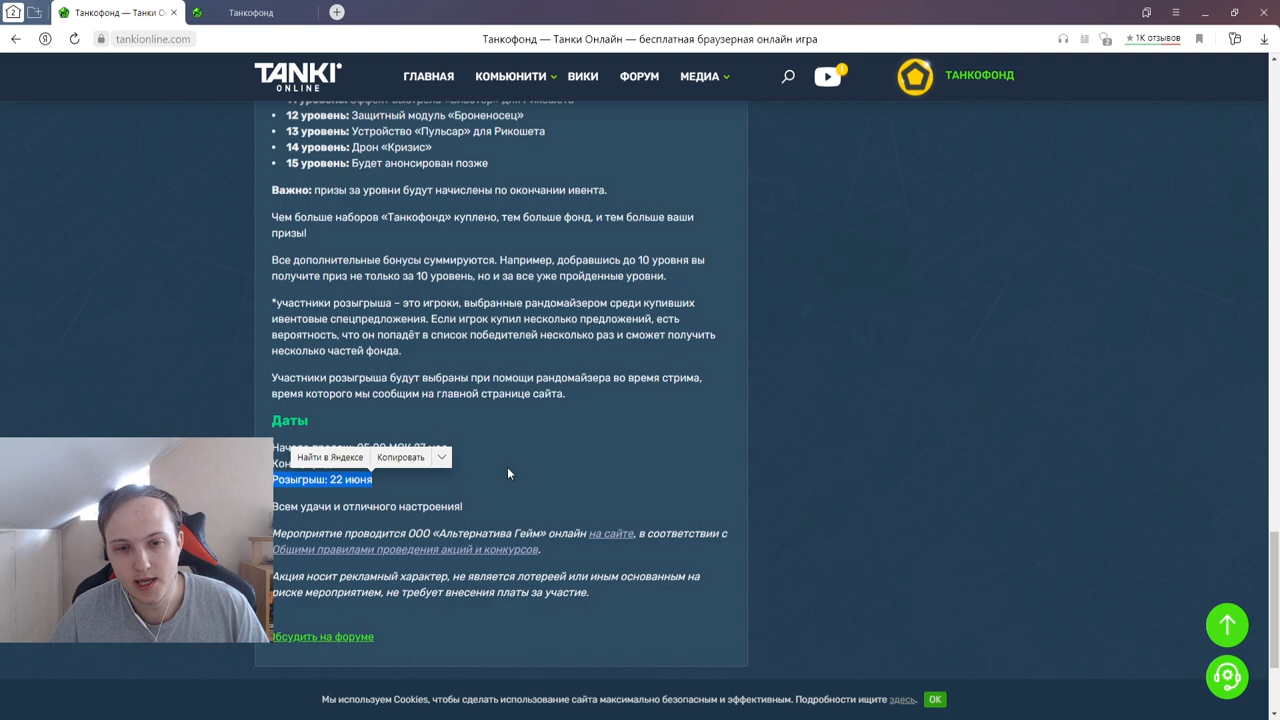 2
Танкофонд — Танки О
Танкофонд
tankionline.com
Танкофонд — Танки Онлайн — бесплатная браузерная онлайн игра
1К отзывов
TANKI
ONLINE
ГЛАВНАЯ
КОМЬЮНИТИ
ВИКИ
ФОРУМ
МЕДИА
ТАНКОФОНД
12 уровень: Защитный модуль «Броненосец»
13 уровень: Устройство «Пульсар» для Рикошета
14 уровень: Дрон «Кризис»
15 уровень: Будет анонсирован позже
Важно: призы за уровни будут начислены по окончании ивента.
Чем больше наборов «Танкофонд» куплено, тем больше фонд, и тем больше ваши
призы!
Все дополнительные бонусы суммируются. Например, добравшись до 10 уровня вы
получите приз не только за 10 уровень, но и за все уже пройденные уровни.
*участники розыгрыша – это игроки, выбранные рандомайзером среди купивших
ивентовые спецпредложения. Если игрок купил несколько предложений, есть
вероятность, что он попадёт в список победителей несколько раз и сможет получить
несколько частей фонда.
Участники розыгрыша будут выбраны при помощи рандомайзера во время стрима,
время которого мы сообщим на главной странице сайта.
Даты
Найти в Яндексе
Копировать
Розыгрыш: 22 июня
Всем удачи и отличного настроения!
Мероприятие проводится ООО «Альтернатива Гейм» онлайн на сайте, в соответствии с
Общими правилами проведения акций и конкурсов.
Акция носит рекламный характер, не является лотереей или иным основанным на
риске мероприятием, не требует внесения платы за участие.
бсудить на форуме
Мы используем Cookies, чтобы сделать использование сайта максимально безопасным и эффективным. Подробности ищите здесь.
OK